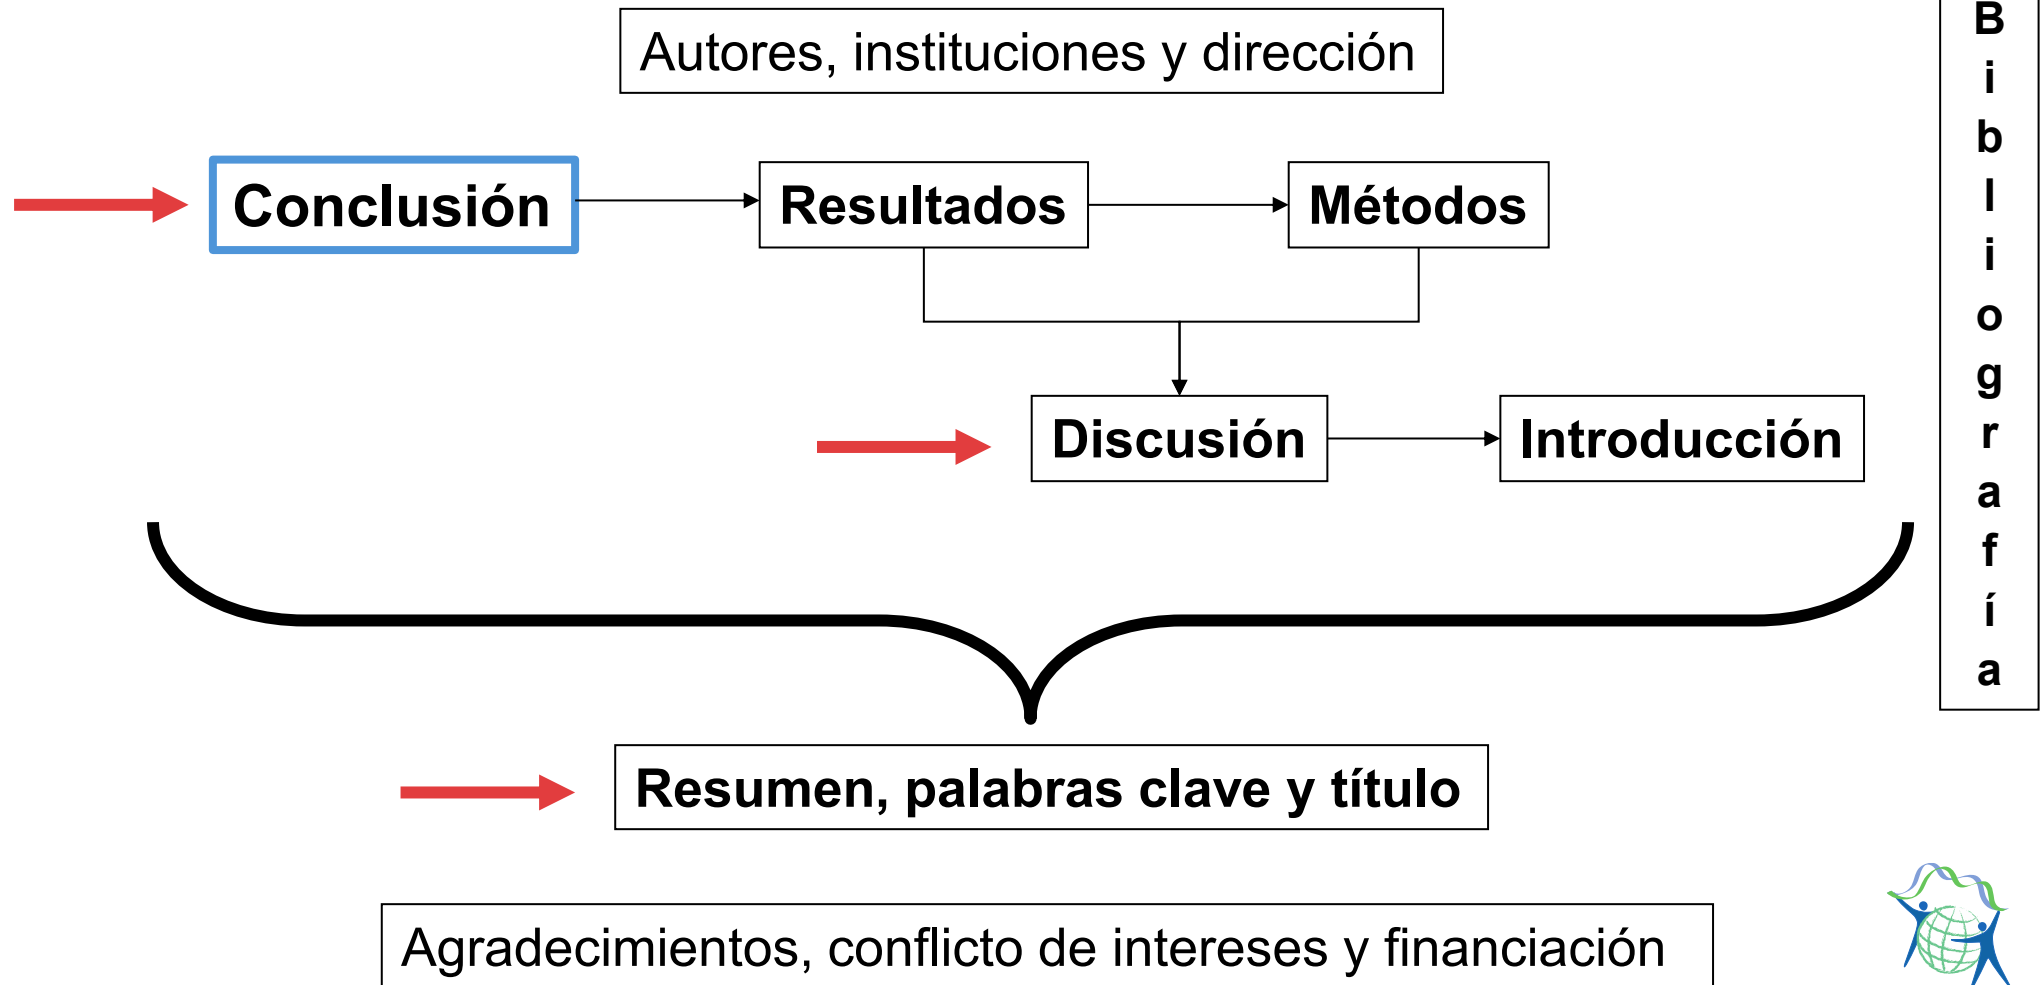 Autores, instituciones y dirección
Conclusión
Resultados
Métodos
Discusión
Introducción
Resumen, palabras clave y título
Agradecimientos, conflicto de intereses y financiación
B
i
b
l
i
o
g
r
a
f
í
a